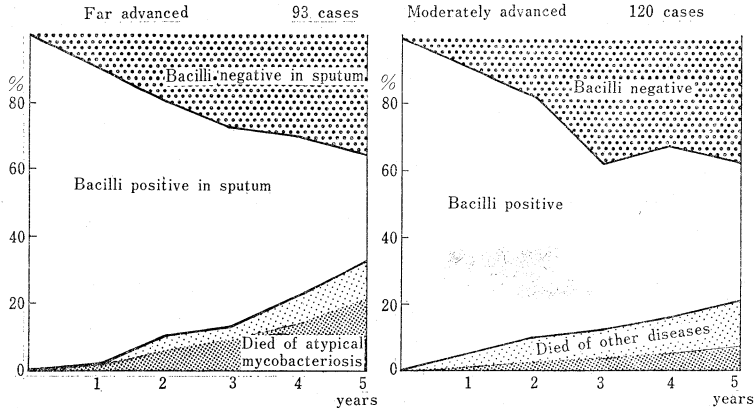 Far advanced 93 cases
%
80
60
40
20
0
Bacilli negative in sputum
Bacilli positive in sputum
Died of atypical
mycobacteriosis
1 2 3 4 5
years
Moderately advanced 120 cases
%
80
60
40
20
0
Bacilli negative
Bacilli positive
Died of other diseases
1 2 3 4 5
years